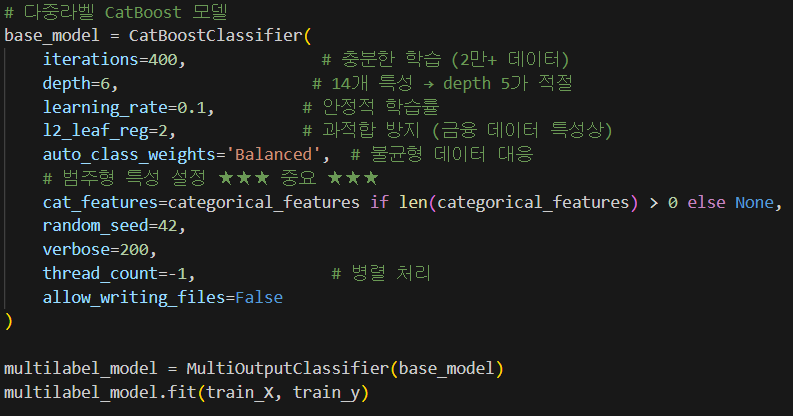 # 다중라벨 CatBoost 모델
base_model = CatBoostClassifier(
    iterations=400,              # 충분한 학습 (2만+ 데이터)
    depth=6,                    # 14개 특성 → depth 5가 적절
    learning_rate=0.1,         # 안정적 학습률
    l2_leaf_reg=2,             # 과적합 방지 (금융 데이터 특성상)
    auto_class_weights='Balanced',  # 불균형 데이터 대응
    # 범주형 특성 설정 ★★★ 중요 ★★★
    cat_features=categorical_features if len(categorical_features) > 0 else None,
    random_seed=42,
    verbose=200,
    thread_count=-1,              # 병렬 처리
    allow_writing_files=False
)
multilabel_model = MultiOutputClassifier(base_model)
multilabel_model.fit(train_X, train_y)